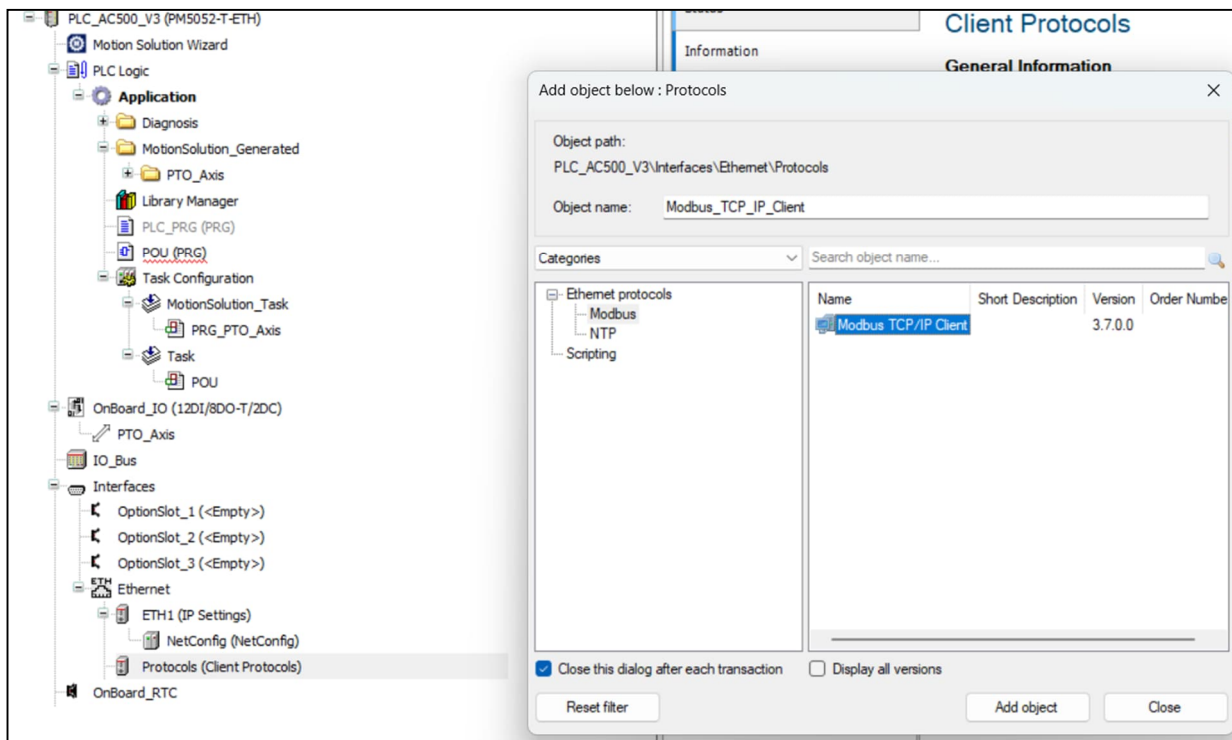 PLC_AC500_V3 (PM5052-T-ETH)
Motion Solution Wizard
PLC Logic
Application
Diagnosis
MotionSolution_Generated
PTO_Axis
Library Manager
PLC_PRG (PRG)
POU (PRG)
Task Configuration
MotionSolution_Task
PRG_PTO_Axis
Task
POU
OnBoard_IO (12DI/8DO-T/2DC)
PTO_Axis
IO_Bus
Interfaces
OptionSlot_1 (<Empty>)
OptionSlot_2 (<Empty>)
OptionSlot_3 (<Empty>)
ETH
Ethernet
ETH1 (IP Settings)
NetConfig (NetConfig)
Protocols (Client Protocols)
OnBoard_RTC
Information
Client Protocols
General Information
Add object below : Protocols
Object path:
PLC_AC500_V3\Interfaces\Ethernet\Protocols
Object name: Modbus_TCP_IP_Client
Categories
Search object name...
Ethernet protocols
Modbus
NTP
Scripting
Name Short Description Version Order Numbe
Modbus TCP/IP Client 3.7.0.0
Close this dialog after each transaction
Display all versions
Reset filter
Add object
Close